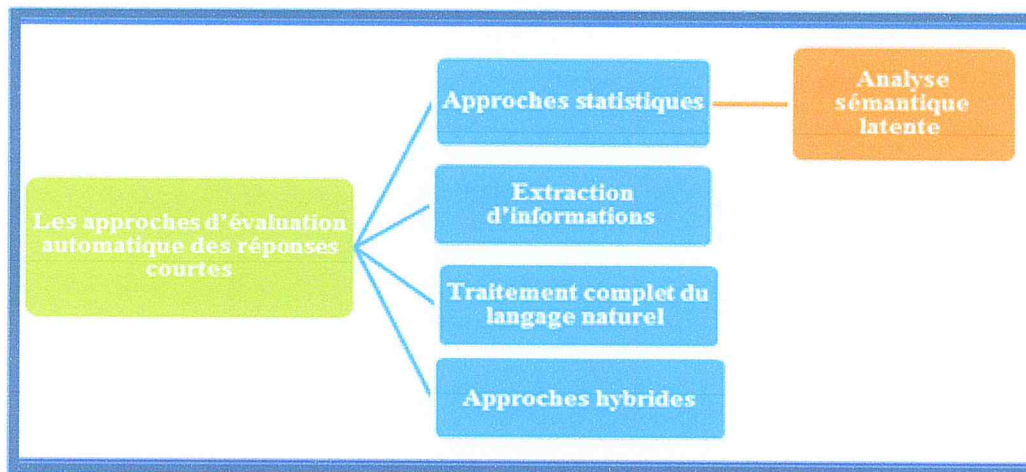 Les approches d'évaluation
automatique des réponses
courtes
Approches statistiques
Analyse
sémantique
latente
Extraction
d'informations
Traitement complet du
langage naturel
Approches hybrides